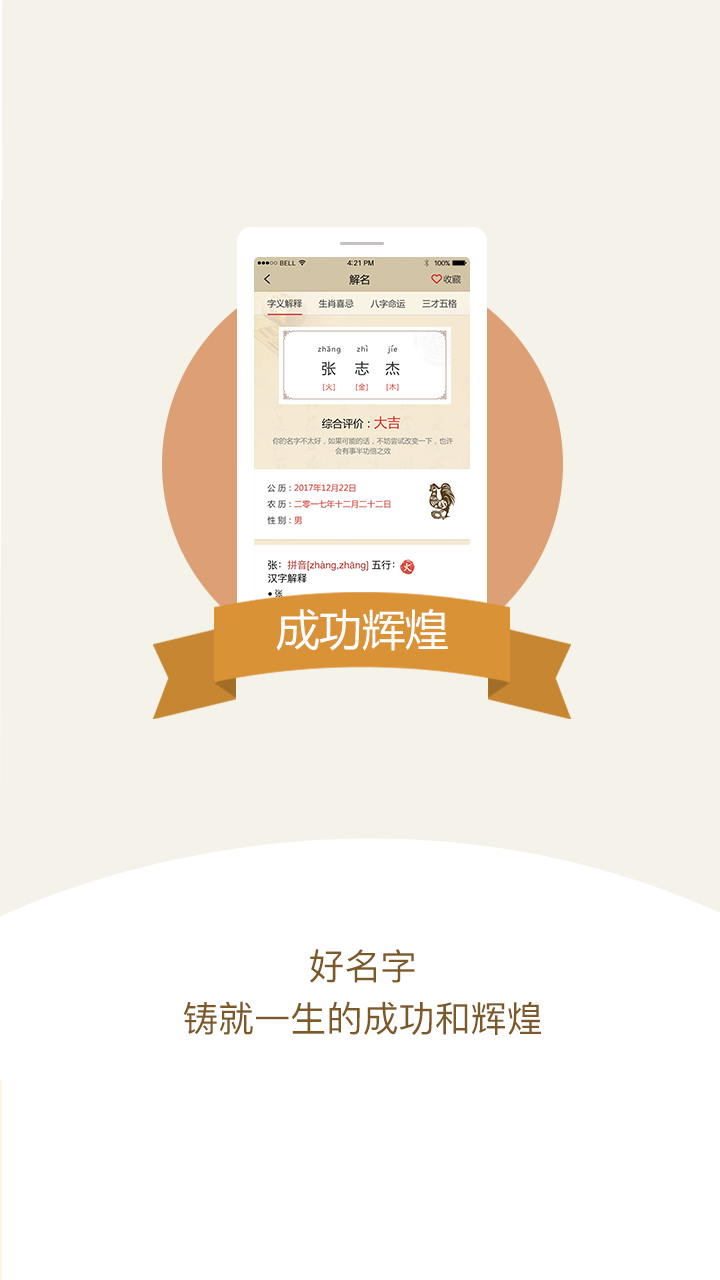 BELL 4:21 PM 100%
解名 收藏
字义解释 生肖喜忌 八字命运 三才五格
zhāng zhì jíe
张 志 杰
[火] [金] [木]
综合评价：大吉
你的名字不太好，如果可能的话，不妨尝试改变一下，也许
会有事半功倍之效
公 历：2017年12月22日
农 历：二零一七年十二月二十二日
性 别：男
张：拼音[zhàng,zhāng] 五行：火
汉字解释
● 张
成功辉煌
好名字
铸就一生的成功和辉煌